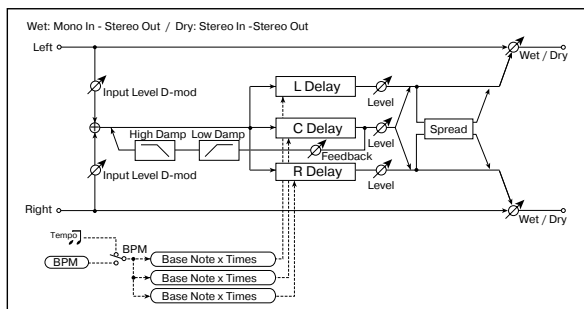 Wet: Mono In - Stereo Out / Dry: Stereo In -Stereo Out
Left
Wet / Dry
Input Level D-mod
L Delay
Level
High Damp
Low Damp
C Delay
Level
Spread
Feedback
Input Level D-mod
R Delay
Level
Right
Wet / Dry
Tempo
BPM
BPM
Base Note x Times
Base Note x Times
Base Note x Times